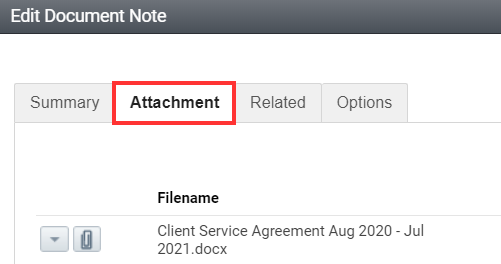 Edit Document Note
Summary Attachment Related Options
Filename
Client Service Agreement Aug 2020 - Jul
2021.docx